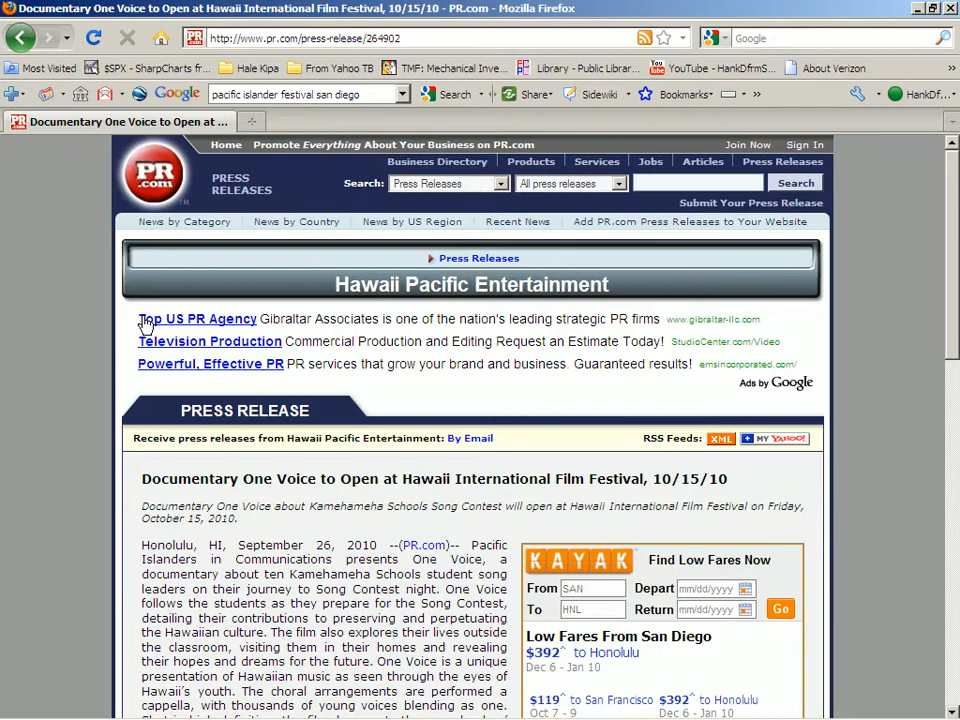 Documentary One Voice to Open at Hawaii International Film Festival, 10/15/10 - PR.com - Mozilla Firefox
http://www.pr.com/press-release/264902
Google
Most Visited $SPX - SharpCharts fr... Hale Kipa From Yahoo TB TMF: Mechanical Inve... Library - Public Librar... YouTube - HankDfrmS... About Verizon »
Google pacific islander festival san diego Search Share Sidewiki Bookmarks » HankDf...
Documentary One Voice to Open at ...
Home Promote Everything About Your Business on PR.com Join Now Sign In
PR .com
PRESS RELEASES
Business Directory Products Services Jobs Articles Press Releases
Search: Press Releases All press releases Search
Submit Your Press Release
News by Category News by Country News by US Region Recent News Add PR.com Press Releases to Your Website
Press Releases
Hawaii Pacific Entertainment
Top US PR Agency Gibraltar Associates is one of the nation's leading strategic PR firms www.gibraltar-llc.com
Television Production Commercial Production and Editing Request an Estimate Today! StudioCenter.com/Video
Powerful, Effective PR PR services that grow your brand and business. Guaranteed results! emsincorporated.com/
Ads by Google
PRESS RELEASE
Receive press releases from Hawaii Pacific Entertainment: By Email RSS Feeds: XML + MY YAHOO!
Documentary One Voice to Open at Hawaii International Film Festival, 10/15/10
Documentary One Voice about Kamehameha Schools Song Contest will open at Hawaii International Film Festival on Friday,
October 15, 2010.
Honolulu, HI, September 26, 2010 --(PR.com)-- Pacific
Islanders in Communications presents One Voice, a
documentary about ten Kamehameha Schools student song
leaders on their journey to Song Contest night. One Voice
follows the students as they prepare for the Song Contest,
detailing their contributions to preserving and perpetuating
the Hawaiian culture. The film also explores their lives outside
the classroom, visiting them in their homes and revealing
their hopes and dreams for the future. One Voice is a unique
presentation of Hawaiian music as seen through the eyes of
Hawaii's youth. The choral arrangements are performed a
cappella, with thousands of young voices blending as one.
KAYAK Find Low Fares Now
From SAN Depart mm/dd/yyyy
To HNL Return mm/dd/yyyy Go
Low Fares From San Diego
$392^ to Honolulu
Dec 6 - Jan 10
$119^ to San Francisco $392^ to Honolulu
Oct 7 - 9 Dec 6 - Jan 10